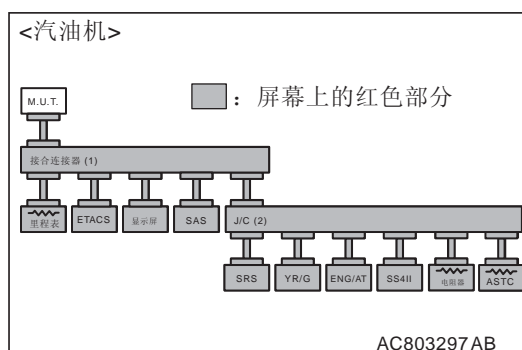 <汽油机>
M.U.T.
：屏幕上的红色部分
接合连接器 (1)
里程表 ETACS 显示屏 SAS J/C (2)
SRS YR/G ENG/AT SS4II 电阻器 ASTC
AC803297AB